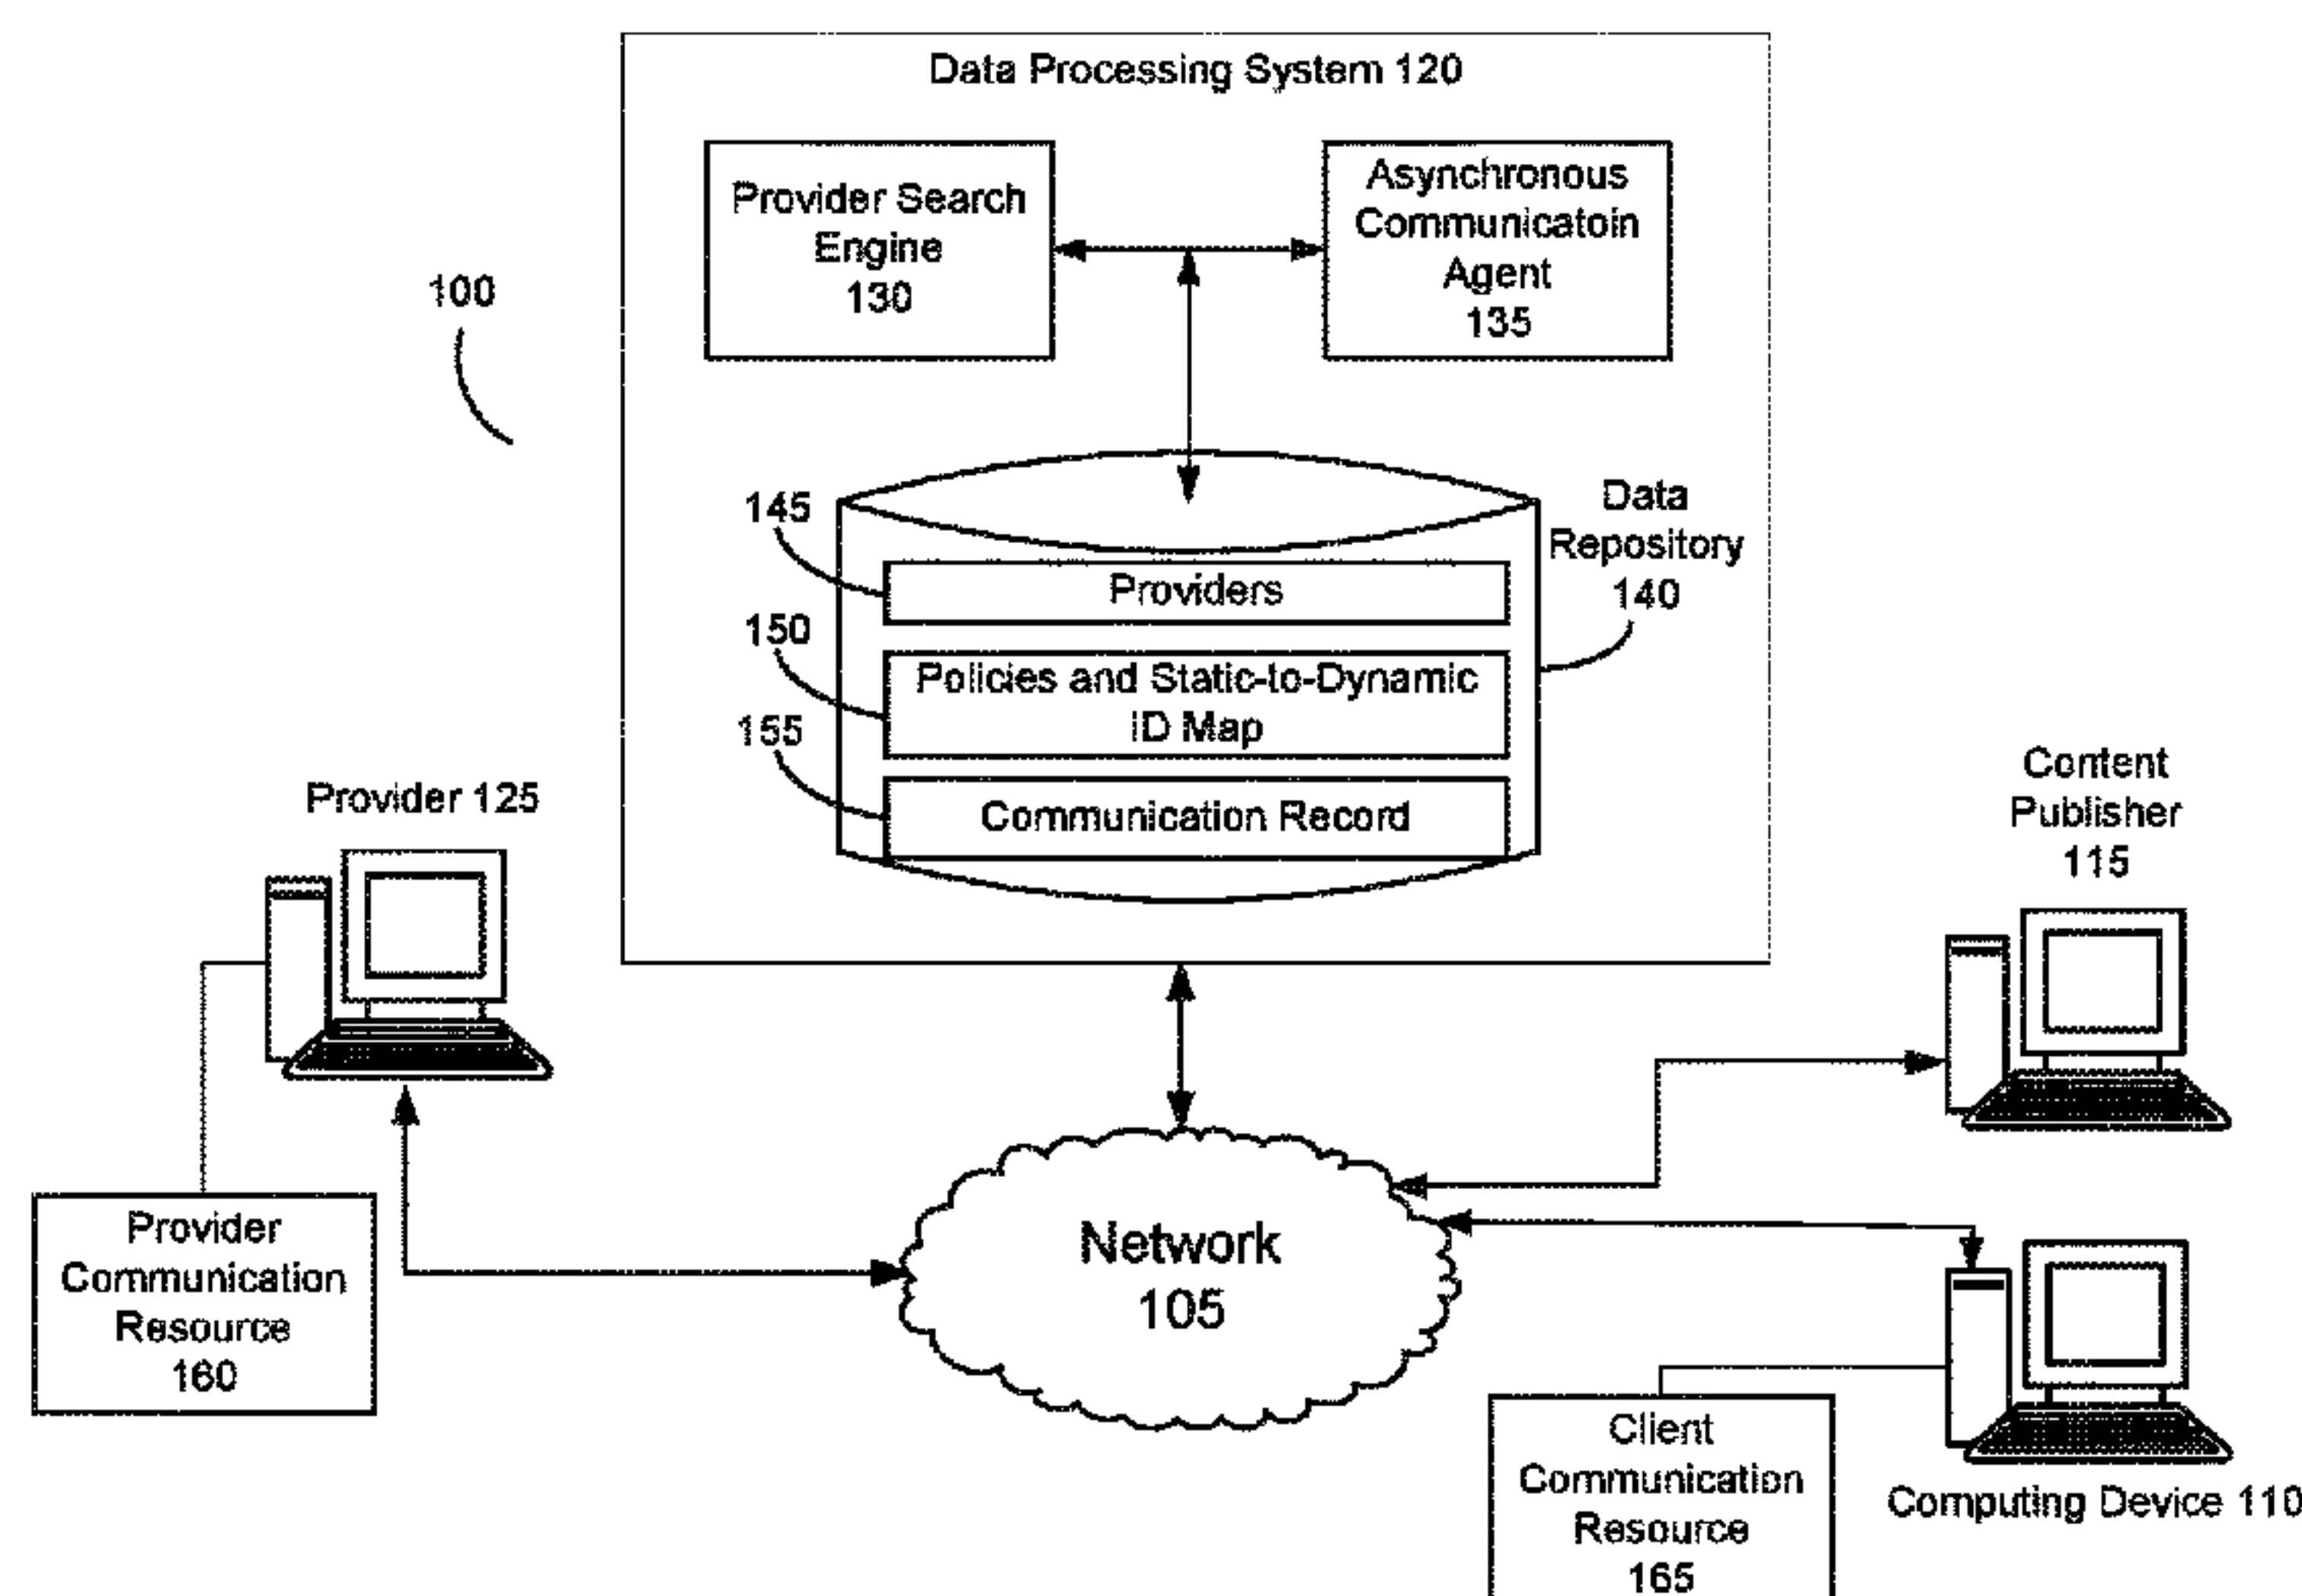 Data Processing System 120
Provider Search
Engine
130
Asynchronous
Communicatoin
Agent
135
100
Data
Repository
140
145
Providers
150
Policies and Static-to-Dynamic
ID Map
155
Communication Record
Provider 125
Content
Publisher
115
Provider
Communication
Resource
160
Network
105
Client
Communication
Resource
165
Computing Device 110